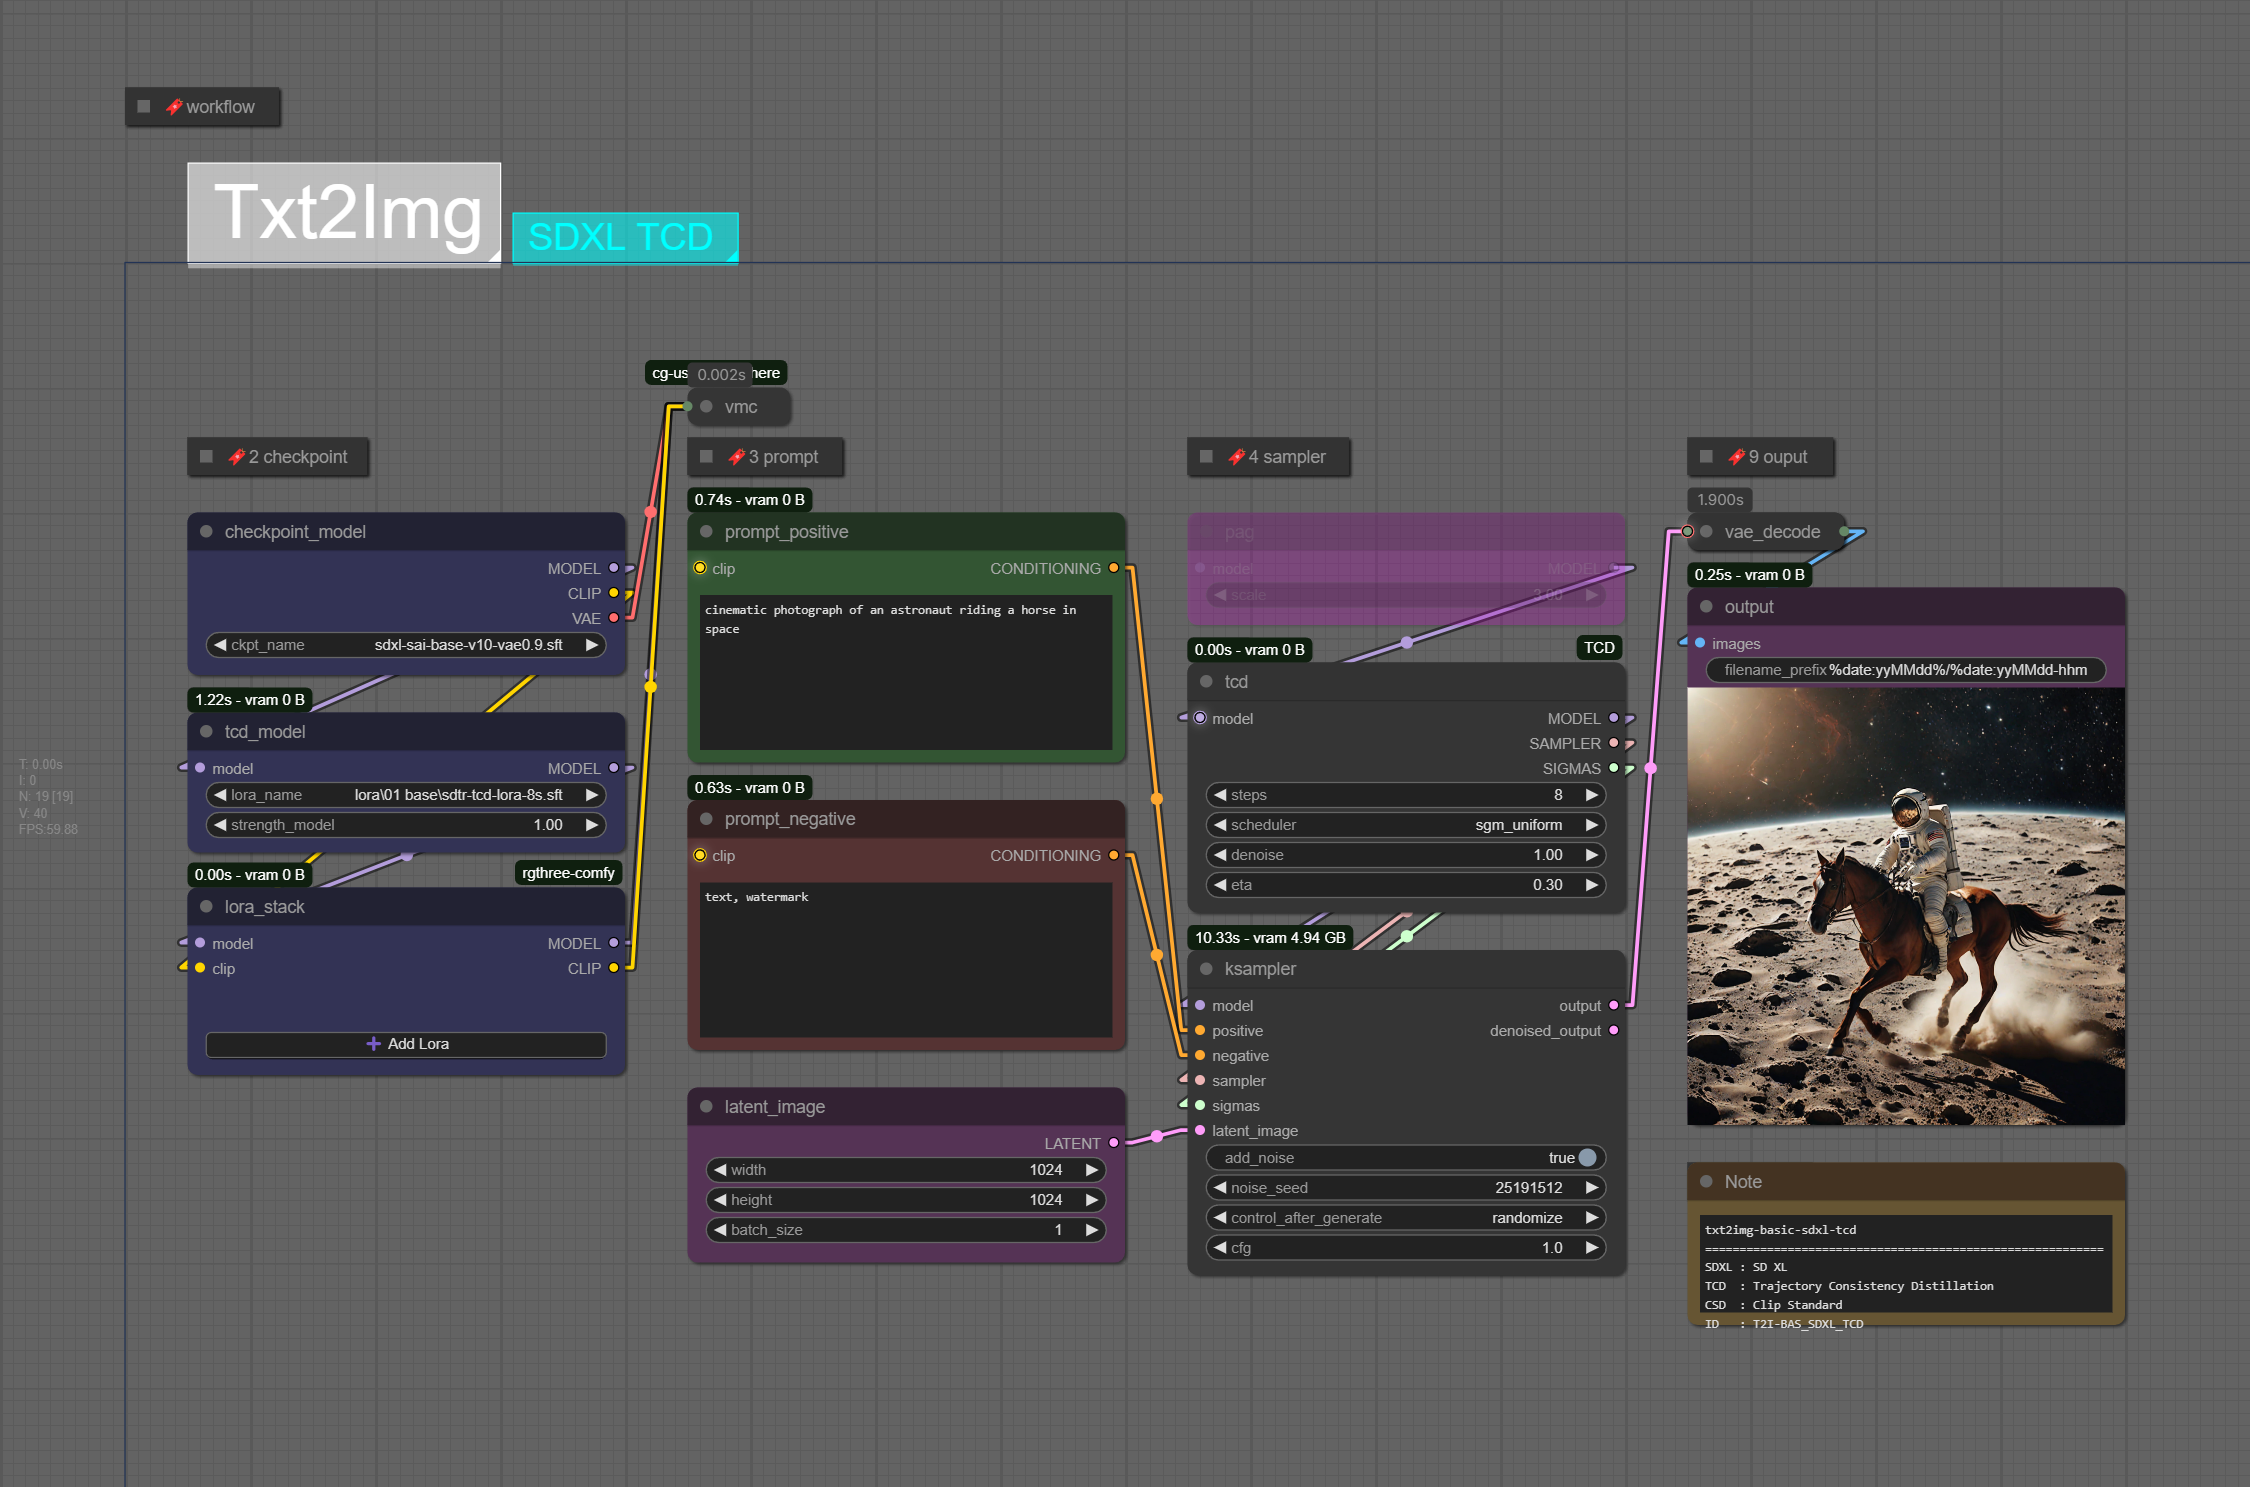 workflow
Txt2Img
SDXL TCD
cg-us
0.002s
here
vmc
2 checkpoint
checkpoint_model
MODEL
CLIP
VAE
ckpt_name sdxl-sai-base-v10-vae0.9.sft
1.22s - vram 0 B
tcd_model
model MODEL
lora_name lora\01 base\sdtr-tcd-lora-8s.sft
strength_model 1.00
0.00s - vram 0 B
rgthree-comfy
lora_stack
model MODEL
clip CLIP
Add Lora
T: 0.00s
I: 0
N: 19 [19]
V: 40
FPS:59.88
3 prompt
0.74s - vram 0 B
prompt_positive
clip CONDITIONING
cinematic photograph of an astronaut riding a horse in
space
0.63s - vram 0 B
prompt_negative
clip CONDITIONING
text, watermark
latent_image
LATENT
width 1024
height 1024
batch_size 1
4 sampler
pag
model MODEL
scale 3.00
0.00s - vram 0 B
TCD
tcd
model MODEL
SAMPLER
SIGMAS
steps 8
scheduler sgm_uniform
denoise 1.00
eta 0.30
10.33s - vram 4.94 GB
ksampler
model output
positive denoised_output
negative
sampler
sigmas
latent_image
add_noise true
noise_seed 25191512
control_after_generate randomize
cfg 1.0
9 ouput
1.900s
vae_decode
0.25s - vram 0 B
output
images
filename_prefix %date:yyMMdd%/%date:yyMMdd-hhm
Note
txt2img-basic-sdxl-tcd
==========================================================
SDXL : SD XL
TCD : Trajectory Consistency Distillation
CSD : Clip Standard
ID : T2I-BAS_SDXL_TCD